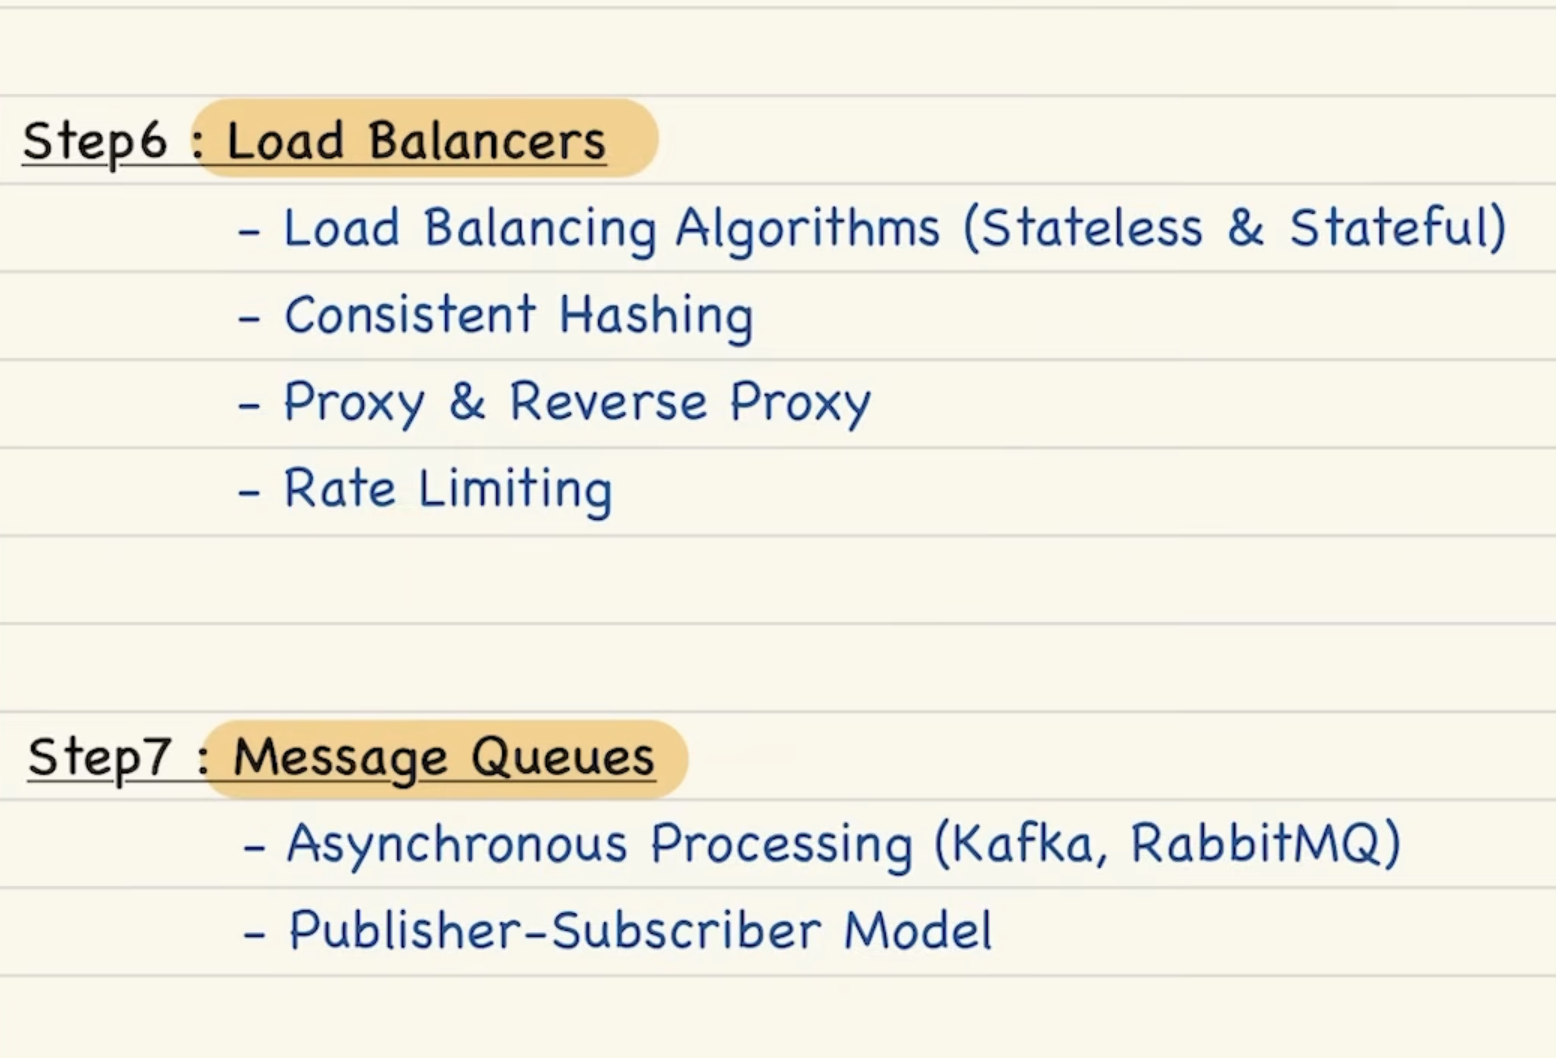 Step6 : Load Balancers
- Load Balancing Algorithms (Stateless & Stateful)
- Consistent Hashing
- Proxy & Reverse Proxy
- Rate Limiting
Step7 : Message Queues
- Asynchronous Processing (Kafka, RabbitMQ)
- Publisher-Subscriber Model